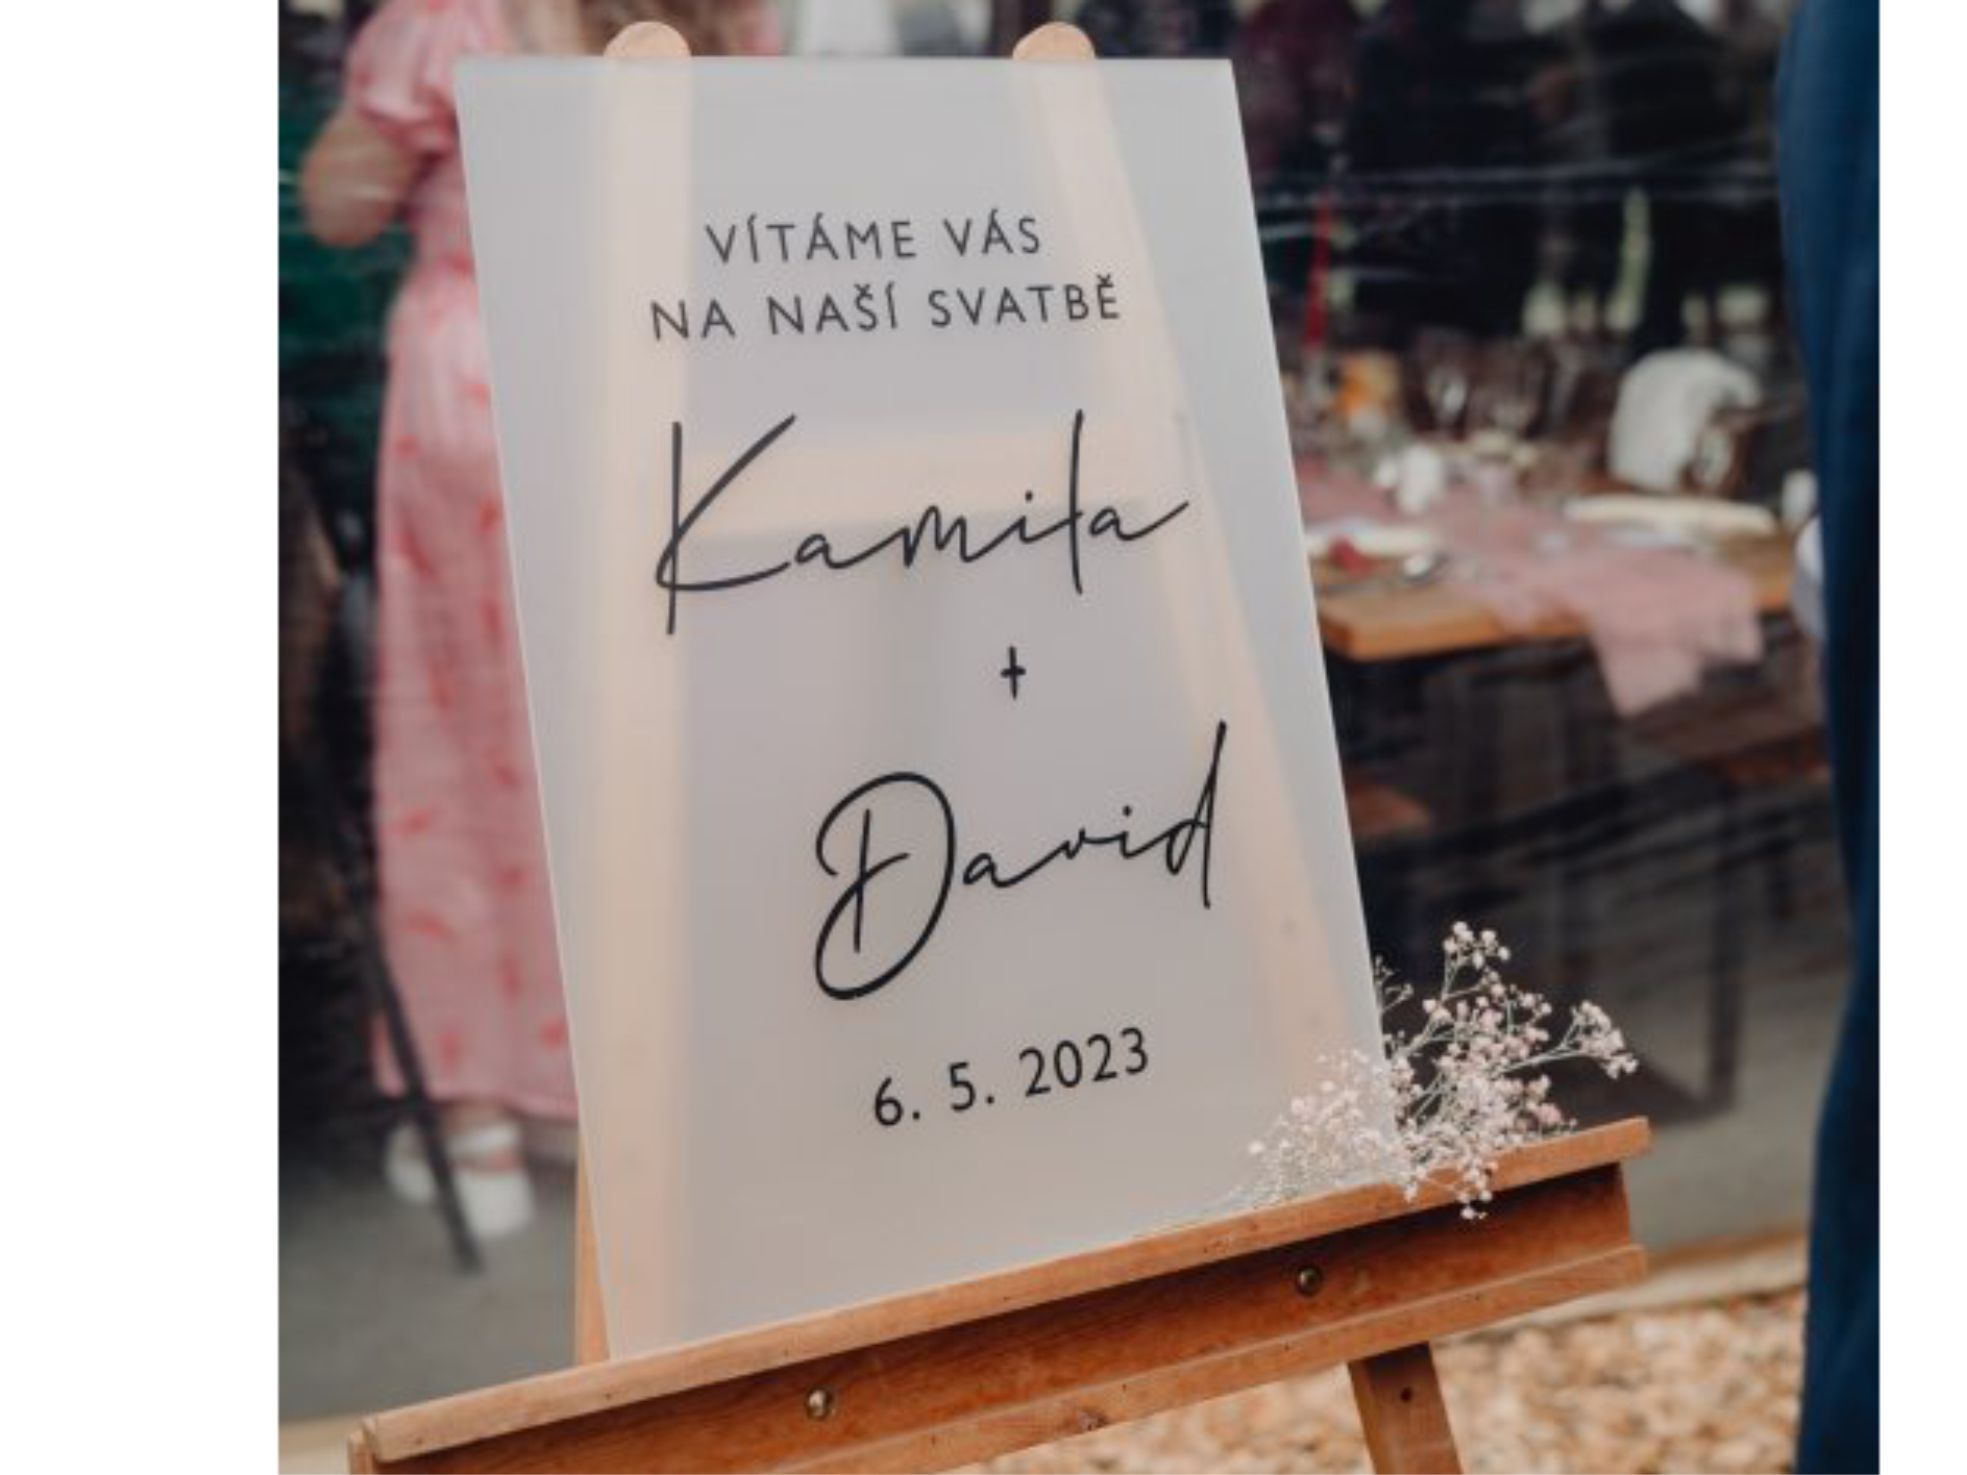 VÍTÁME VÁS
NA NAŠÍ SVATBĚ
Kamila
+
David
6. 5. 2023